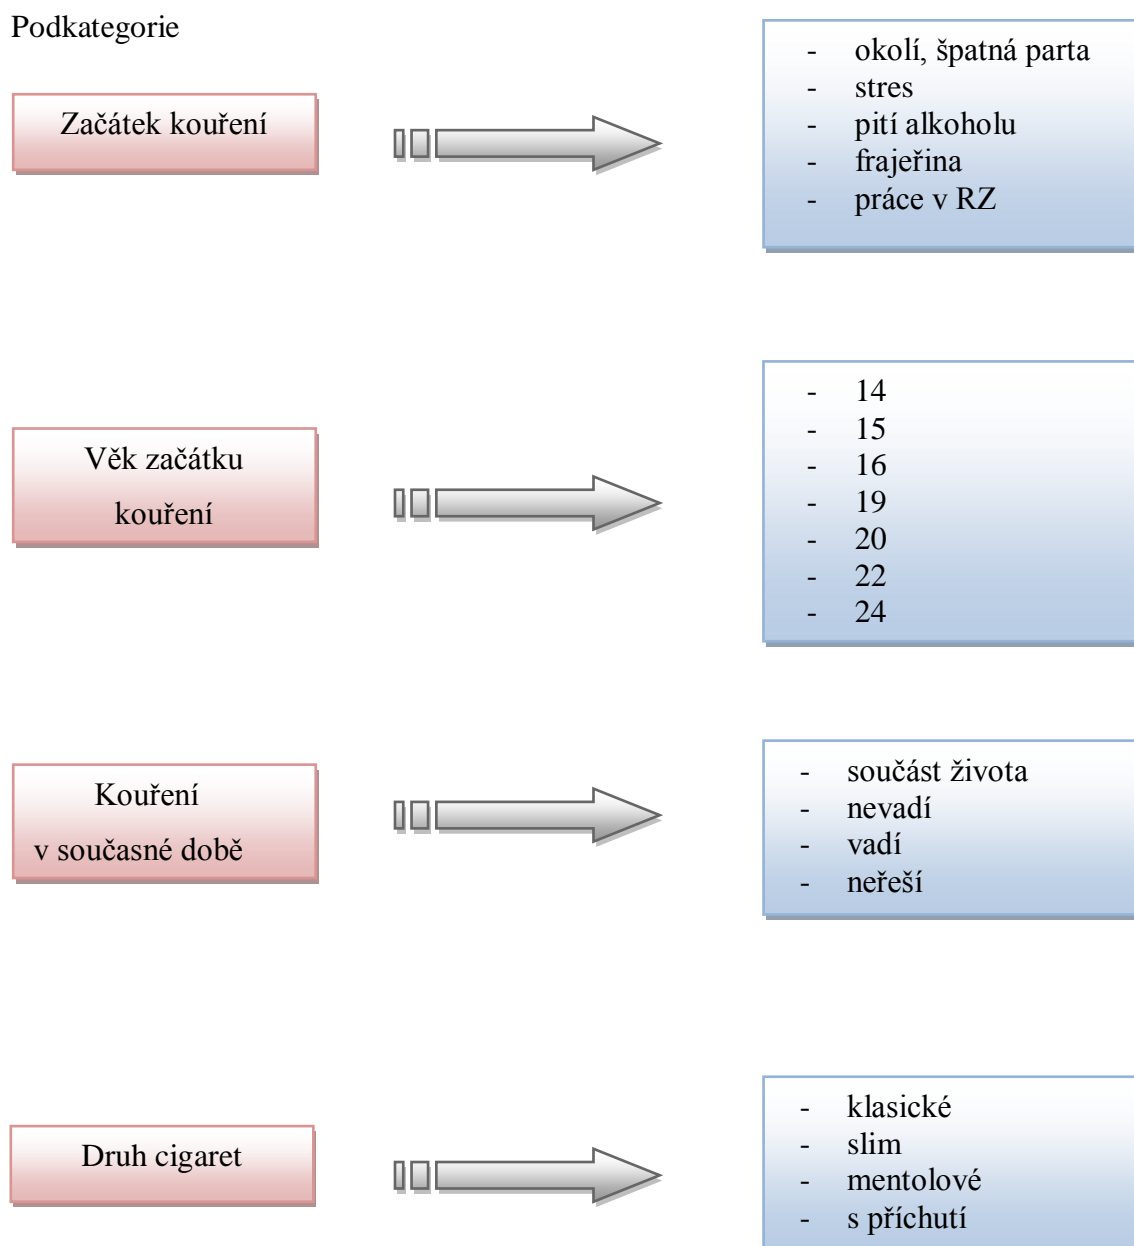 Podkategorie
Začátek kouření
- okolí, špatná parta
- stres
- pití alkoholu
- frajeřina
- práce v RZ
Věk začátku
kouření
- 14
- 15
- 16
- 19
- 20
- 22
- 24
Kouření
v současné době
- součást života
- nevadí
- vadí
- neřeší
Druh cigaret
- klasické
- slim
- mentolové
- s příchutí